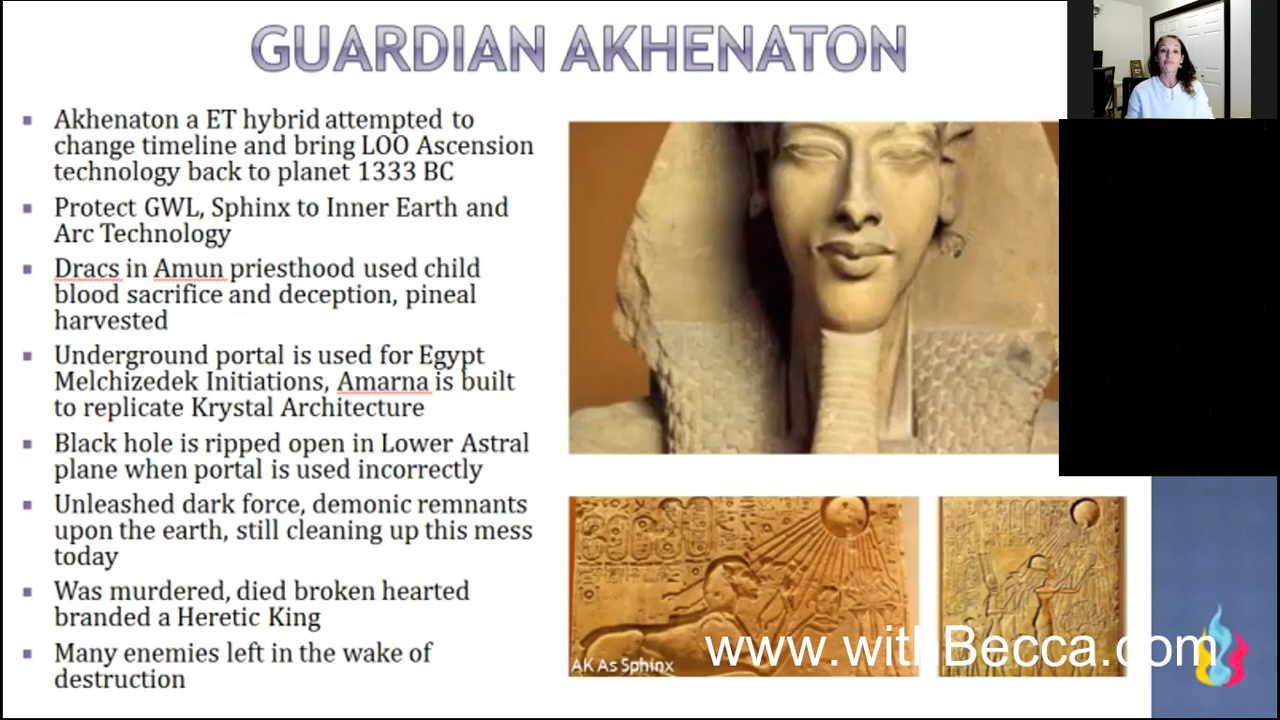 GUARDIAN AKHENATON
Akhenaton a ET hybrid attempted to
change timeline and bring LOO Ascension
technology back to planet 1333 BC
Protect GWL, Sphinx to Inner Earth and
Arc Technology
Dracs in Amun priesthood used child
blood sacrifice and deception, pineal
harvested
Underground portal is used for Egypt
Melchizedek Initiations, Amarna is built
to replicate Krystal Architecture
Black hole is ripped open in Lower Astral
plane when portal is used incorrectly
Unleashed dark force, demonic remnants
upon the earth, still cleaning up this mess
today
Was murdered, died broken hearted
branded a Heretic King
Many enemies left in the wake of
destruction
AK As Sphinx
www.withBecca.com